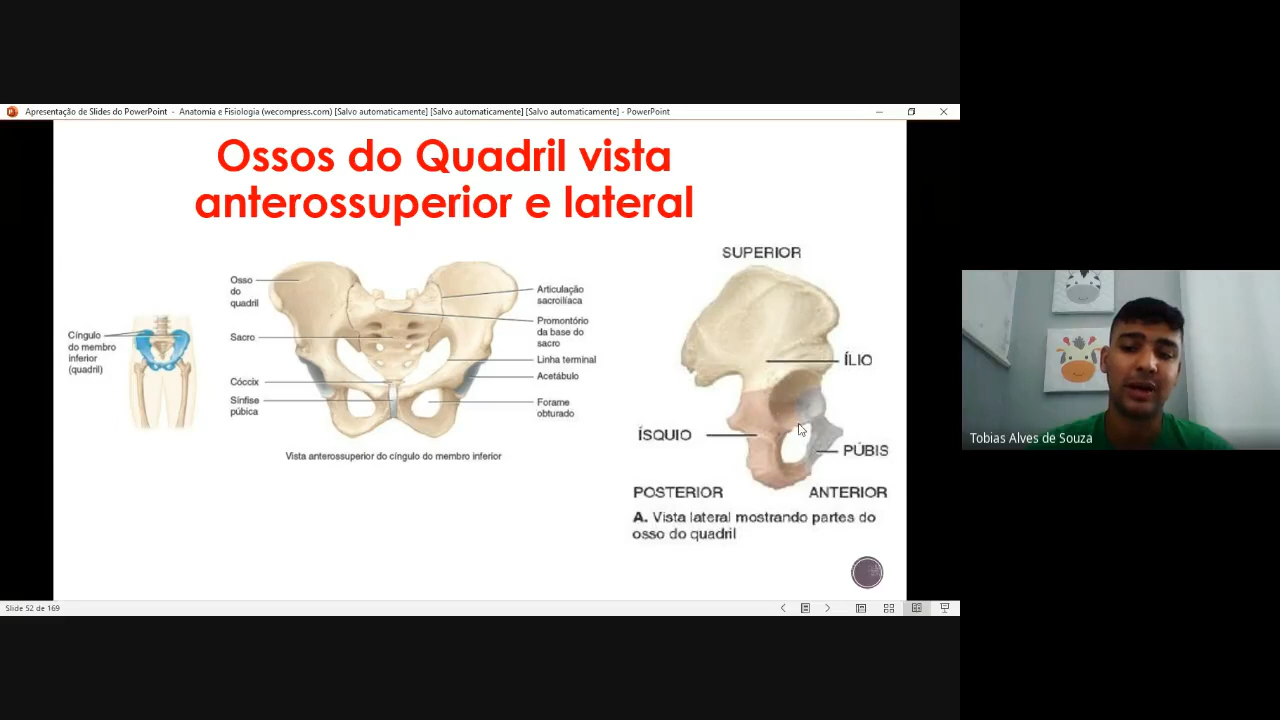 Apresentação de Slides do PowerPoint - Anatomia e Fisiologia (wecompress.com) [Salvo automaticamente] [Salvo automaticamente] [Salvo automaticamente] - PowerPoint
Ossos do Quadril vista
anterossuperior e lateral
Cíngulo
do membro
inferior
(quadril)
Osso
do
quadril
Sacro
Cóccix
Sínfise
púbica
Articulação
sacroilíaca
Promontório
da base do
sacro
Linha terminal
Acetábulo
Forame
obturado
Vista anterossuperior do cíngulo do membro inferior
SUPERIOR
ÍLIO
ÍSQUIO
PÚBIS
POSTERIOR
ANTERIOR
A. Vista lateral mostrando partes do
osso do quadril
Slide 52 de 169
Tobias Alves de Souza